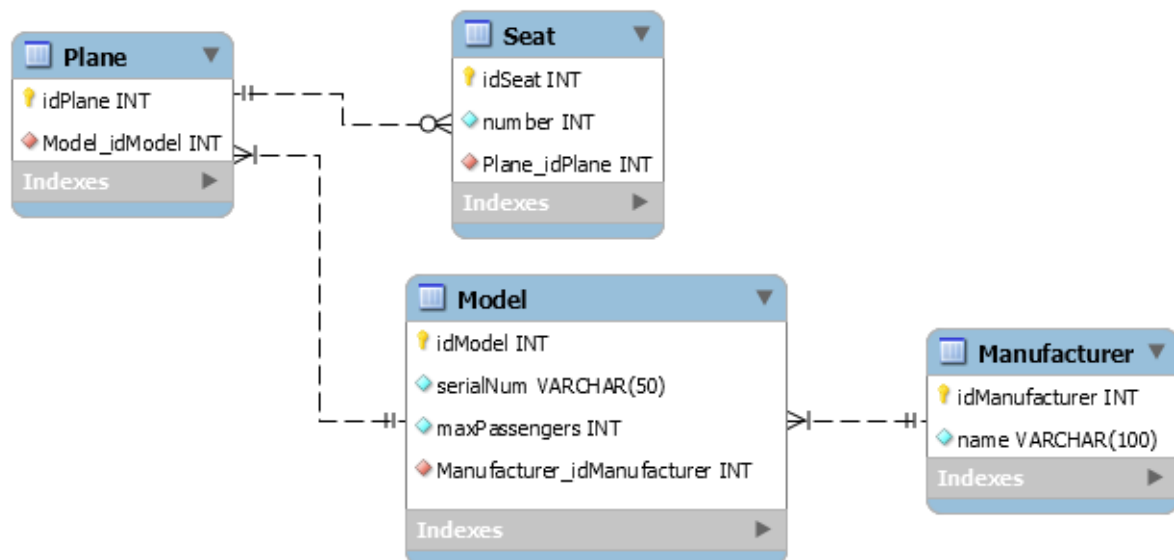 Plane
idPlane INT
Model_idModel INT
Indexes
Seat
idSeat INT
number INT
Plane_idPlane INT
Indexes
Model
idModel INT
serialNum VARCHAR(50)
maxPassengers INT
Manufacturer_idManufacturer INT
Indexes
Manufacturer
idManufacturer INT
name VARCHAR(100)
Indexes